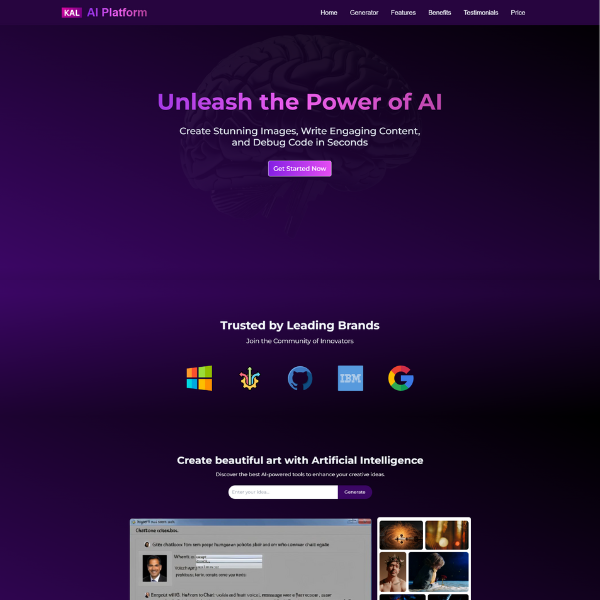 KAL AI Platform
Home Generator Features Benefits Testimonials Price
Unleash the Power of AI
Create Stunning Images, Write Engaging Content,
and Debug Code in Seconds
Get Started Now
Trusted by Leading Brands
Join the Community of Innovators
IBM
Create beautiful art with Artificial Intelligence
Discover the best AI-powered tools to enhance your creative ideas.
Enter your idea... Generate